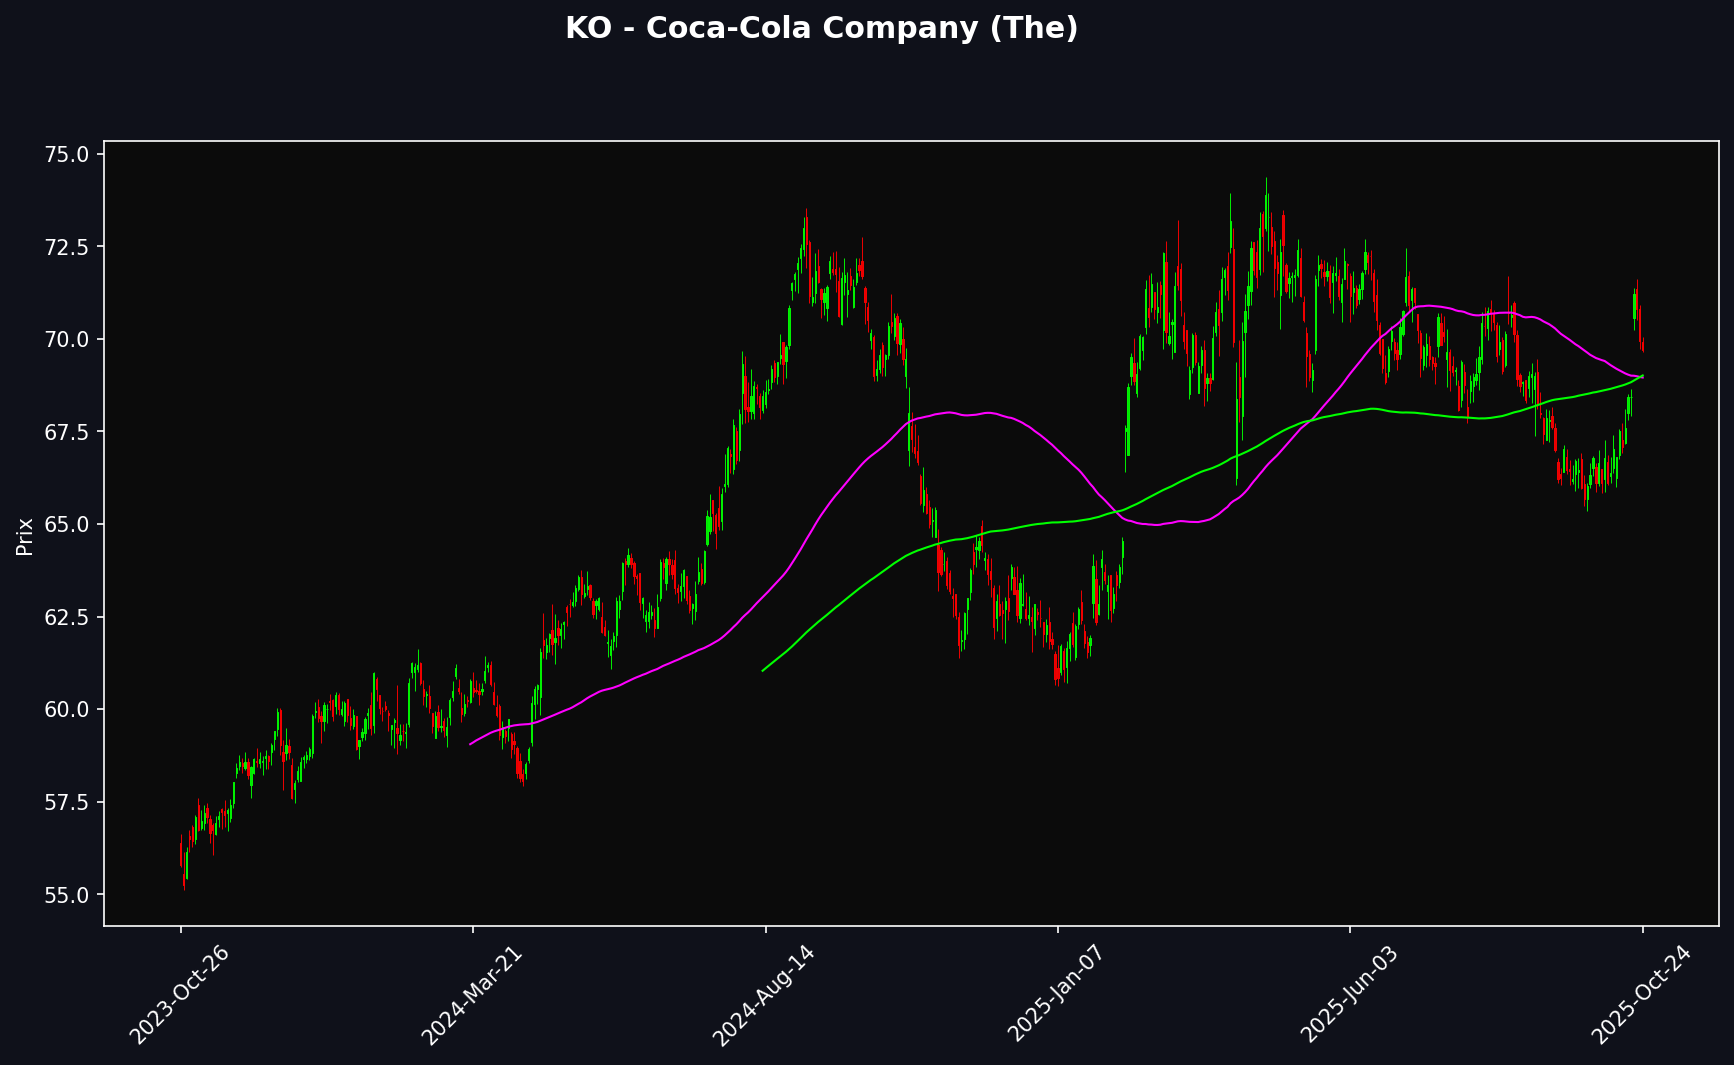 KO - Coca-Cola Company (The)
75.0
72.5
70.0
67.5
65.0
62.5
60.0
57.5
55.0
Prix
2023-Oct-26
2024-Mar-21
2024-Aug-14
2025-Jan-07
2025-Jun-03
2025-Oct-24